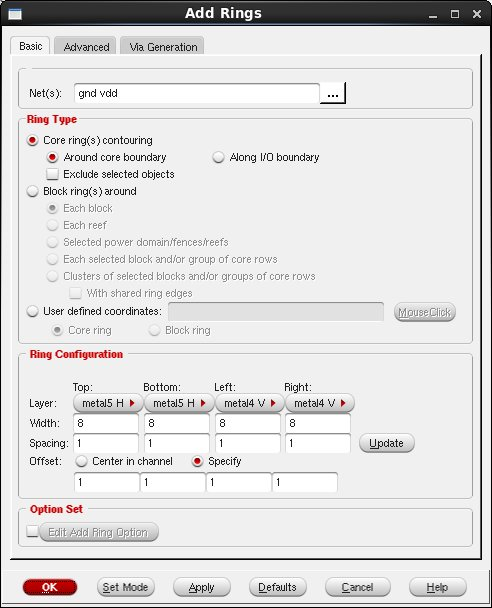 Add Rings
Basic Advanced Via Generation
Net(s): gnd vdd ...
Ring Type
Core ring(s) contouring
Around core boundary Along I/O boundary
Exclude selected objects
Block ring(s) around
Each block
Each reef
Selected power domain/fences/reefs
Each selected block and/or group of core rows
Clusters of selected blocks and/or groups of core rows
With shared ring edges
User defined coordinates: MouseClick
Core ring Block ring
Ring Configuration
Top: Bottom: Left: Right:
Layer: metal5 H metal5 H metal4 V metal4 V
Width: 8 8 8 8
Spacing: 1 1 1 1 Update
Offset: Center in channel Specify
1 1 1 1
Option Set
Edit Add Ring Option
OK Set Mode Apply Defaults Cancel Help